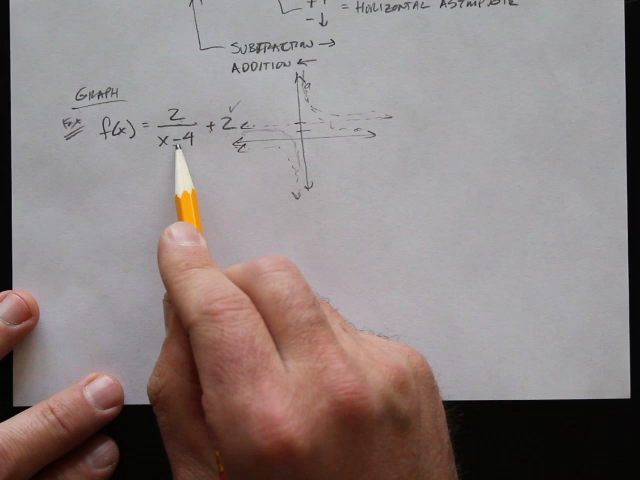 +↑
-↓ = HORIZONTAL ASYMPTOTE
SUBTRACTION →
ADDITION ←
GRAPH
Ex f(x) = 2/(x-4) + 2 ✓